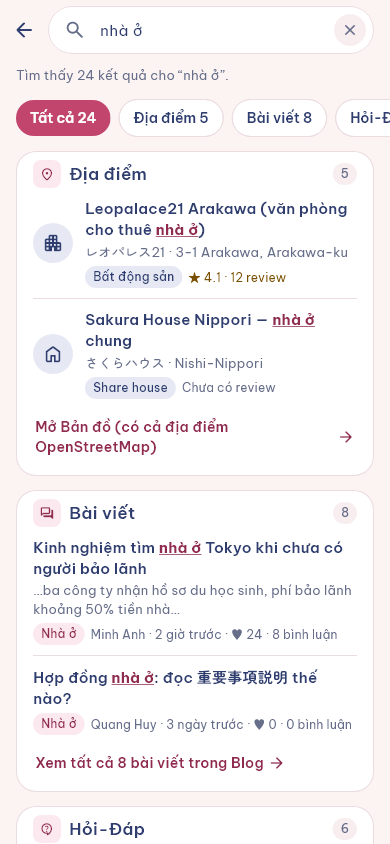 nhà ở
Tìm thấy 24 kết quả cho “nhà ở”.
Tất cả 24
Địa điểm 5
Bài viết 8
Hỏi-Đ
Địa điểm
5
Leopalace21 Arakawa (văn phòng
cho thuê nhà ở)
レオパレス21 · 3-1 Arakawa, Arakawa-ku
Bất động sản
★ 4.1 · 12 review
Sakura House Nippori — nhà ở
chung
さくらハウス · Nishi-Nippori
Share house
Chưa có review
Mở Bản đồ (có cả địa điểm
OpenStreetMap)
Bài viết
8
Kinh nghiệm tìm nhà ở Tokyo khi chưa có
người bảo lãnh
…ba công ty nhận hồ sơ du học sinh, phí bảo lãnh
khoảng 50% tiền nhà…
Nhà ở
Minh Anh · 2 giờ trước · ♥ 24 · 8 bình luận
Hợp đồng nhà ở: đọc 重要事項説明 thế
nào?
Nhà ở
Quang Huy · 3 ngày trước · ♥ 0 · 0 bình luận
Xem tất cả 8 bài viết trong Blog →
Hỏi-Đáp
6